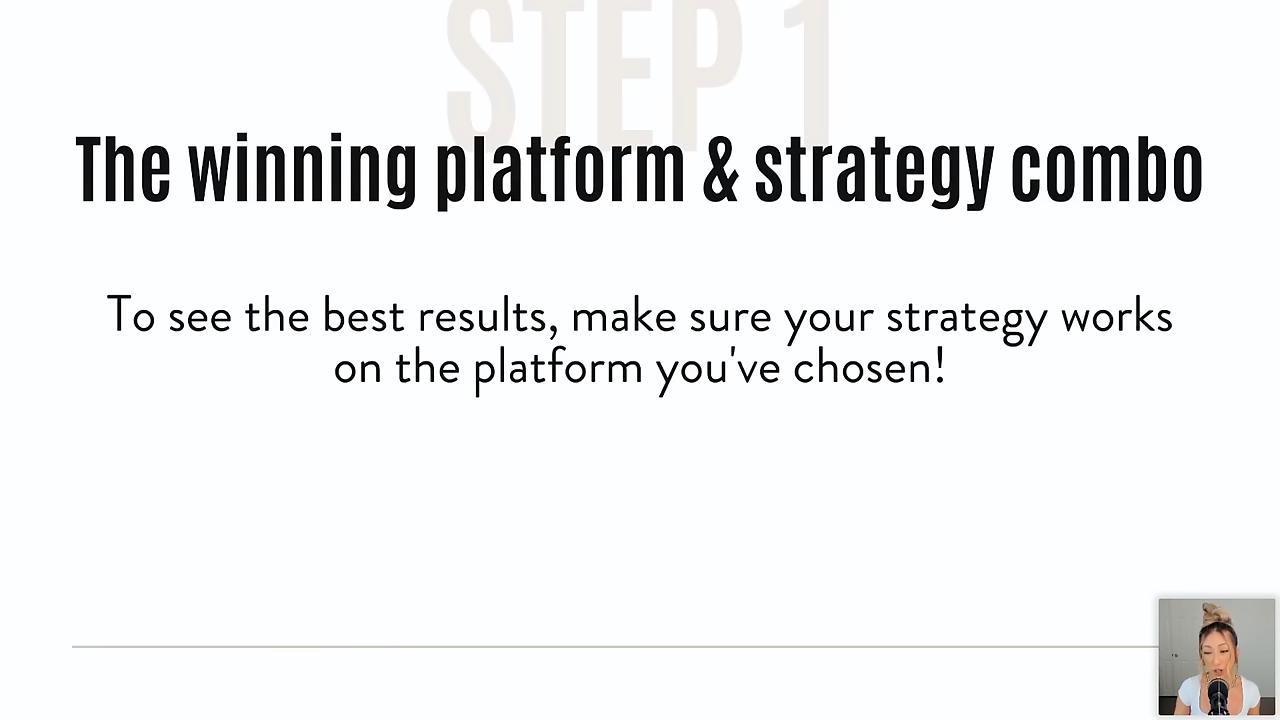 STEP 1
The winning platform & strategy combo
To see the best results, make sure your strategy works
on the platform you've chosen!